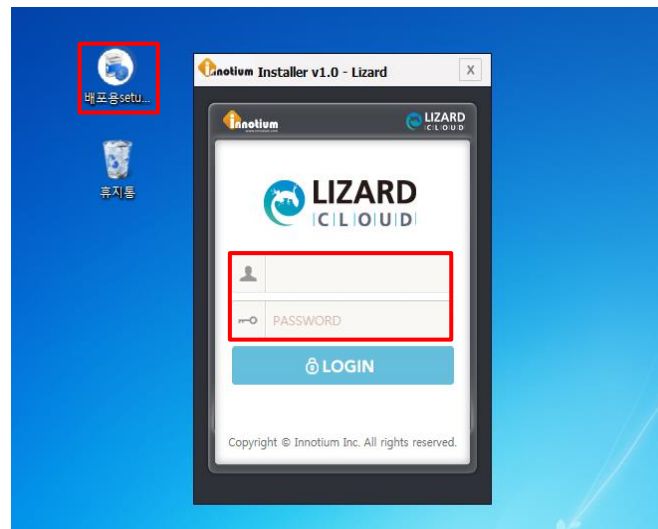 배포용setu...
휴지통
innotium Installer v1.0 - Lizard
X
innotium
LIZARD
CLOUD
LIZARD
CLOUD
PASSWORD
LOGIN
Copyright © Innotium Inc. All rights reserved.